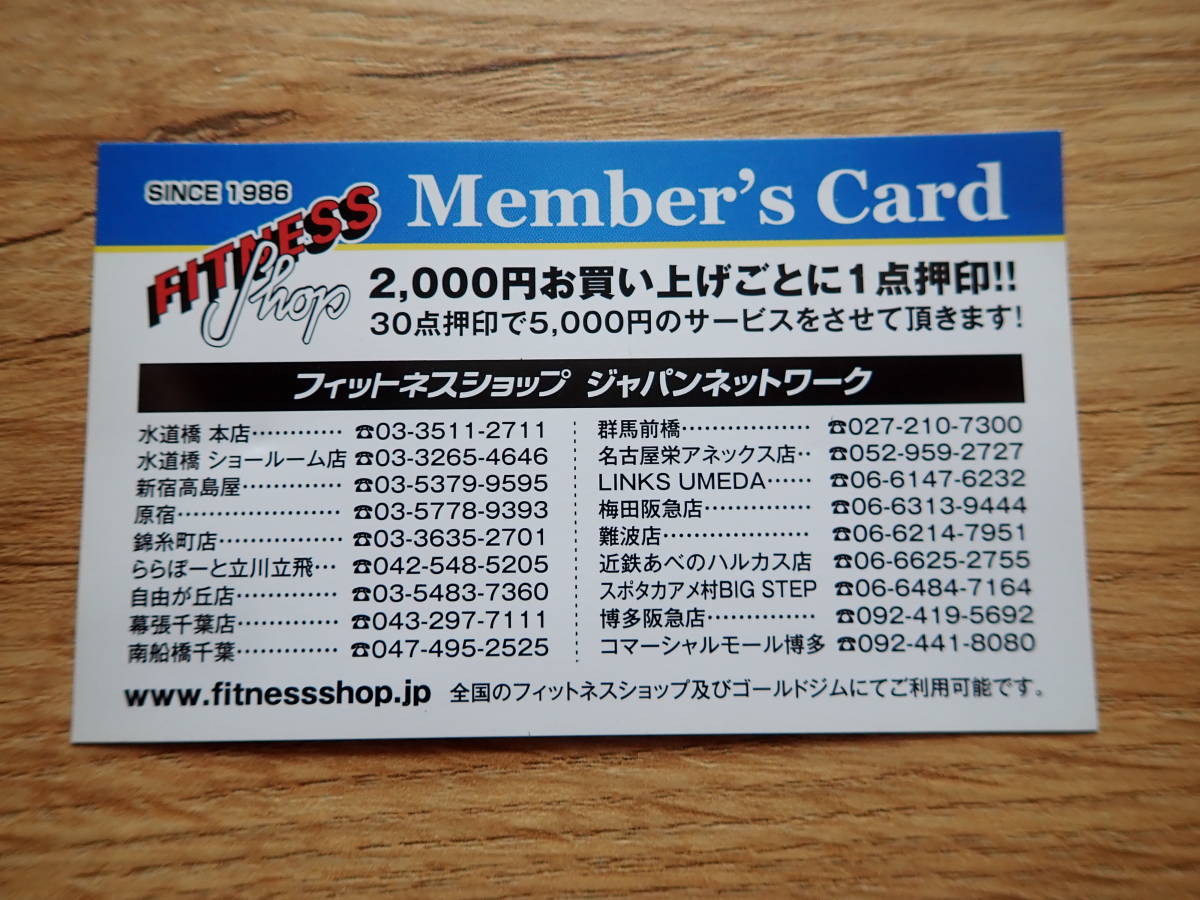 SINCE 1986
FITNESS
Shop
Member's Card
2,000円お買い上げごとに1点押印!!
30点押印で5,000円のサービスをさせて頂きます!
フィットネスショップ ジャパンネットワーク
水道橋 本店…………☎03-3511-2711
水道橋 ショールーム店 ☎03-3265-4646
新宿高島屋…………☎03-5379-9595
原宿……………………☎03-5778-9393
錦糸町店………………☎03-3635-2701
ららぽーと立川立飛…☎042-548-5205
自由が丘店……………☎03-5483-7360
幕張千葉店……………☎043-297-7111
南船橋千葉……………☎047-495-2525
群馬前橋………………☎027-210-7300
名古屋栄アネックス店‥☎052-959-2727
LINKS UMEDA……☎06-6147-6232
梅田阪急店……………☎06-6313-9444
難波店…………………☎06-6214-7951
近鉄あべのハルカス店 ☎06-6625-2755
スポタカアメ村BIG STEP ☎06-6484-7164
博多阪急店……………☎092-419-5692
コマーシャルモール博多 ☎092-441-8080
www.fitnessshop.jp 全国のフィットネスショップ及びゴールドジムにてご利用可能です。